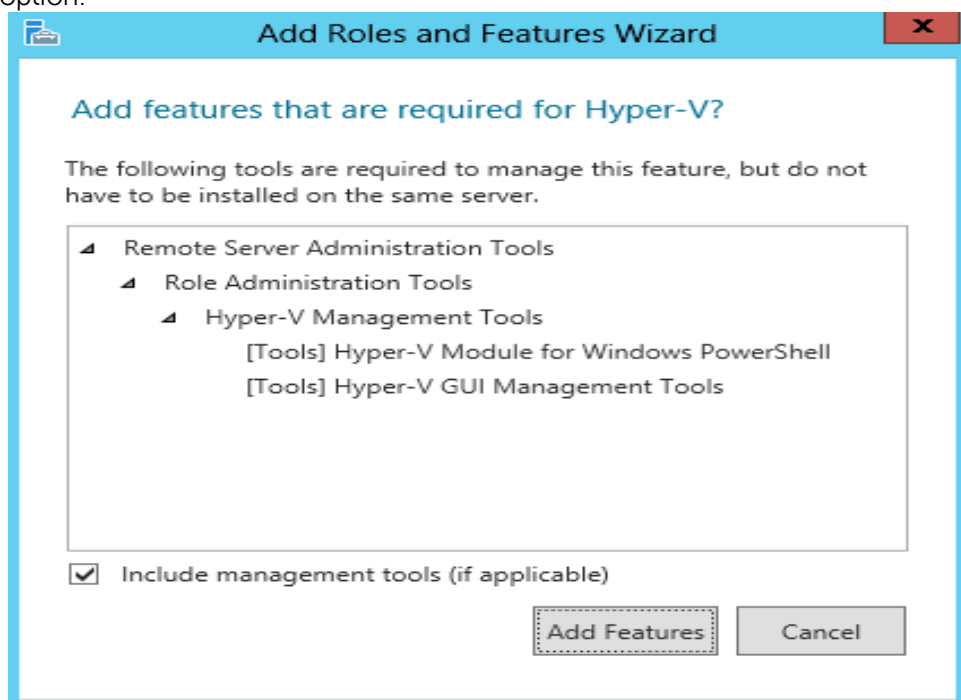 option.
Add Roles and Features Wizard
x
Add features that are required for Hyper-V?
The following tools are required to manage this feature, but do not
have to be installed on the same server.
Remote Server Administration Tools
Role Administration Tools
Hyper-V Management Tools
[Tools] Hyper-V Module for Windows PowerShell
[Tools] Hyper-V GUI Management Tools
Include management tools (if applicable)
Add Features Cancel